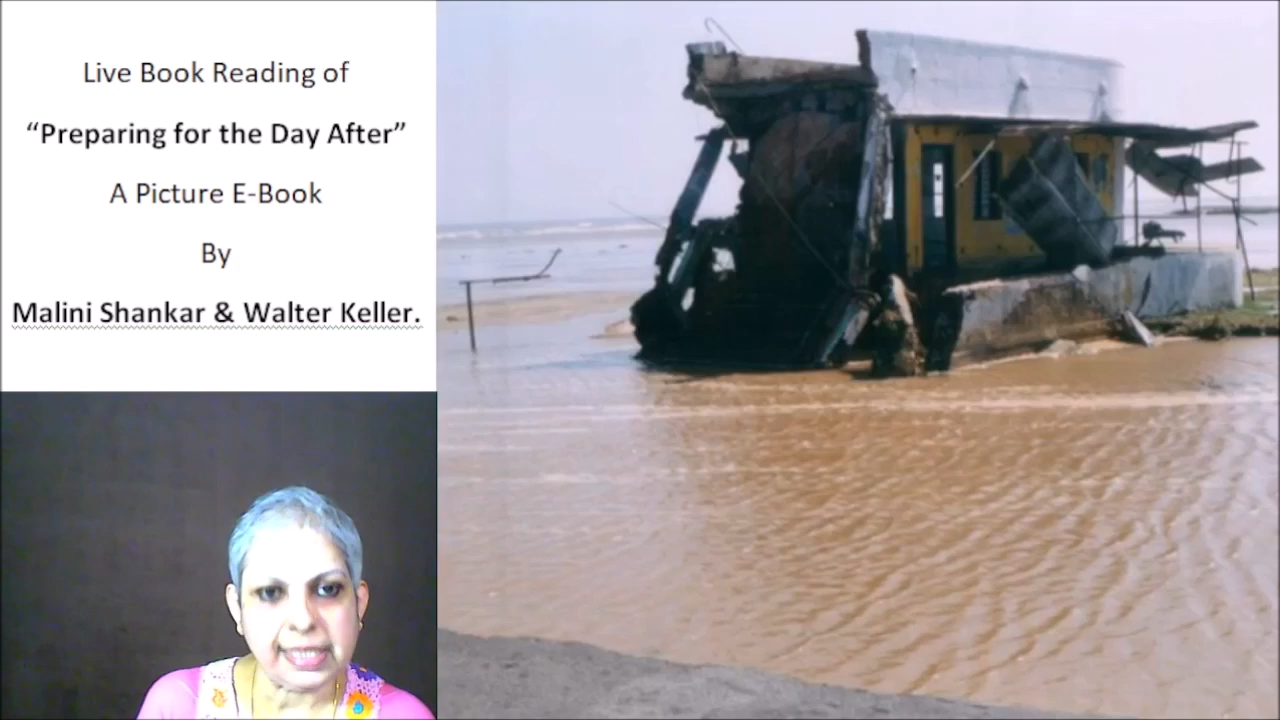 Live Book Reading of
“Preparing for the Day After”
A Picture E-Book
By
Malini Shankar & Walter Keller.